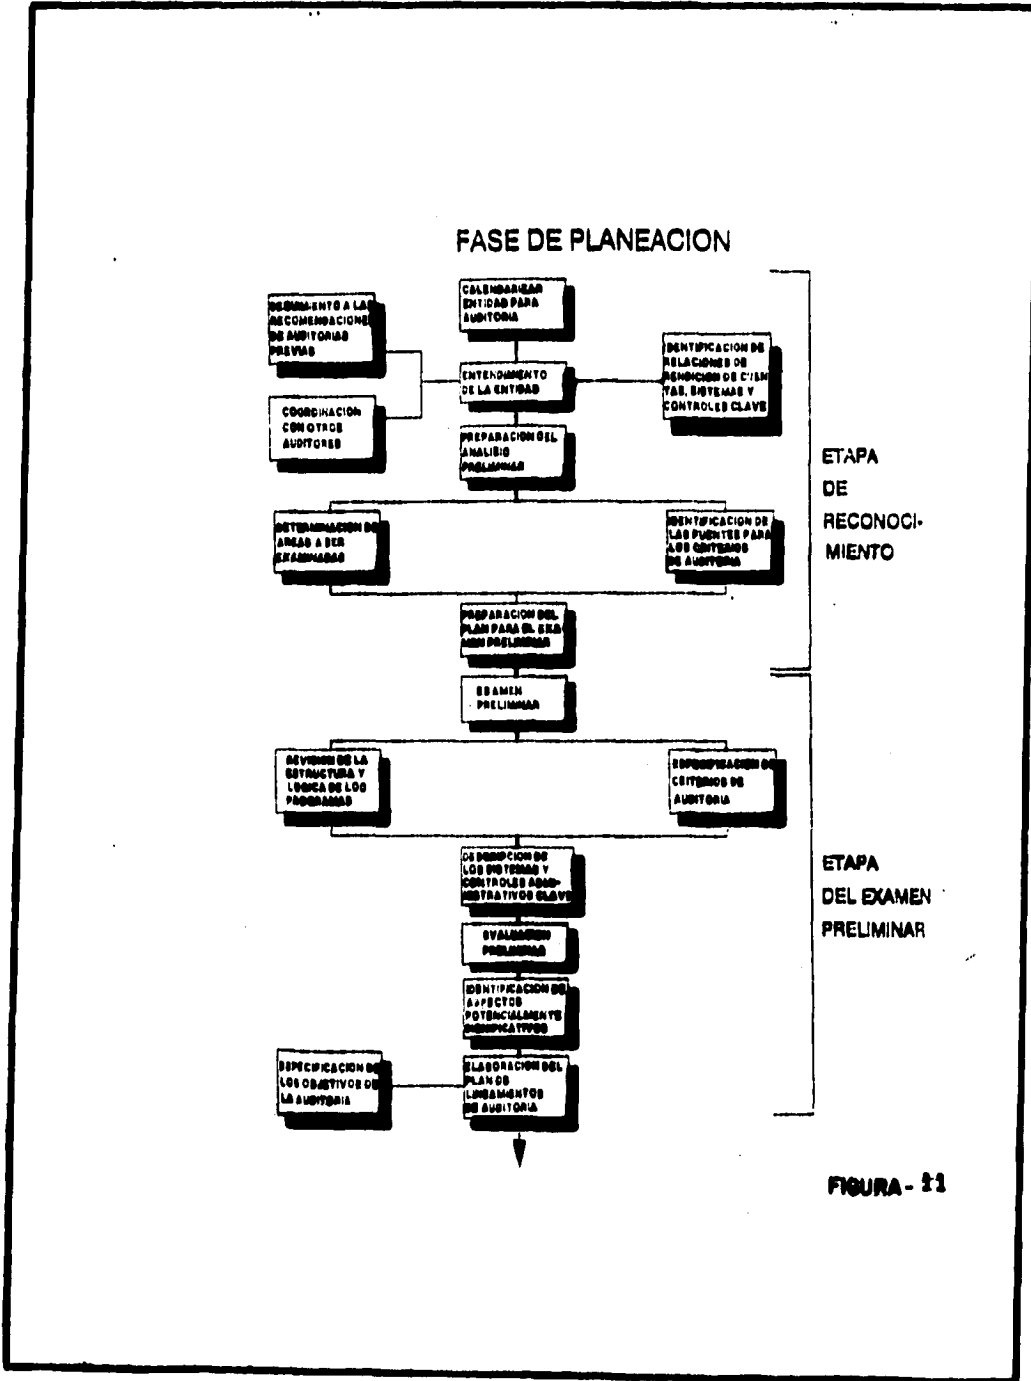 FASE DE PLANEACION
CALENDARIZAR
ENTIDAD PARA
AUDITORIA
SEGUIMIENTO A LAS
RECOMENDACIONES
DE AUDITORIAS
PREVIAS
ENTENDIMIENTO
DE LA ENTIDAD
IDENTIFICACION DE
RELACIONES DE
RENDICION DE CUEN
TAS, SISTEMAS Y
CONTROLES CLAVE
COORDINACION
CON OTROS
AUDITORES
PREPARACION DEL
ANALISIS
PRELIMINAR
DETERMINACION DE
AREAS A SER
EXAMINADAS
IDENTIFICACION DE
LAS FUENTES PARA
LOS CRITERIOS
DE AUDITORIA
PREPARACION DEL
PLAN PARA EL EXA
MEN PRELIMINAR
ETAPA
DE
RECONOCI-
MIENTO
EXAMEN
PRELIMINAR
REVISION DE LA
ESTRUCTURA Y
LOGICA DE LOS
PROGRAMAS
ESPECIFICACION DE
CRITERIOS DE
AUDITORIA
DESCRIPCION DE
LOS SISTEMAS Y
CONTROLES ADMI-
NISTRATIVOS CLAVE
EVALUACION
PRELIMINAR
IDENTIFICACION DE
ASPECTOS
POTENCIALMENTE
SIGNIFICATIVOS
ESPECIFICACION DE
LOS OBJETIVOS DE
LA AUDITORIA
ELABORACION DEL
PLAN DE
LINEAMIENTOS
DE AUDITORIA
ETAPA
DEL EXAMEN
PRELIMINAR
FIGURA - 11